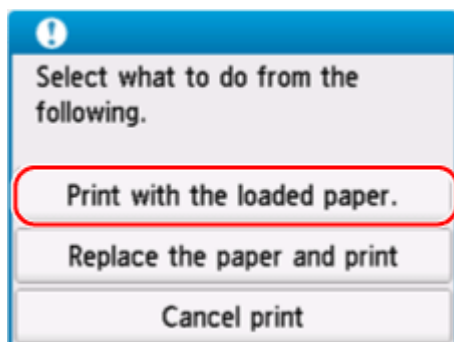 Select what to do from the
following.
Print with the loaded paper.
Replace the paper and print
Cancel print